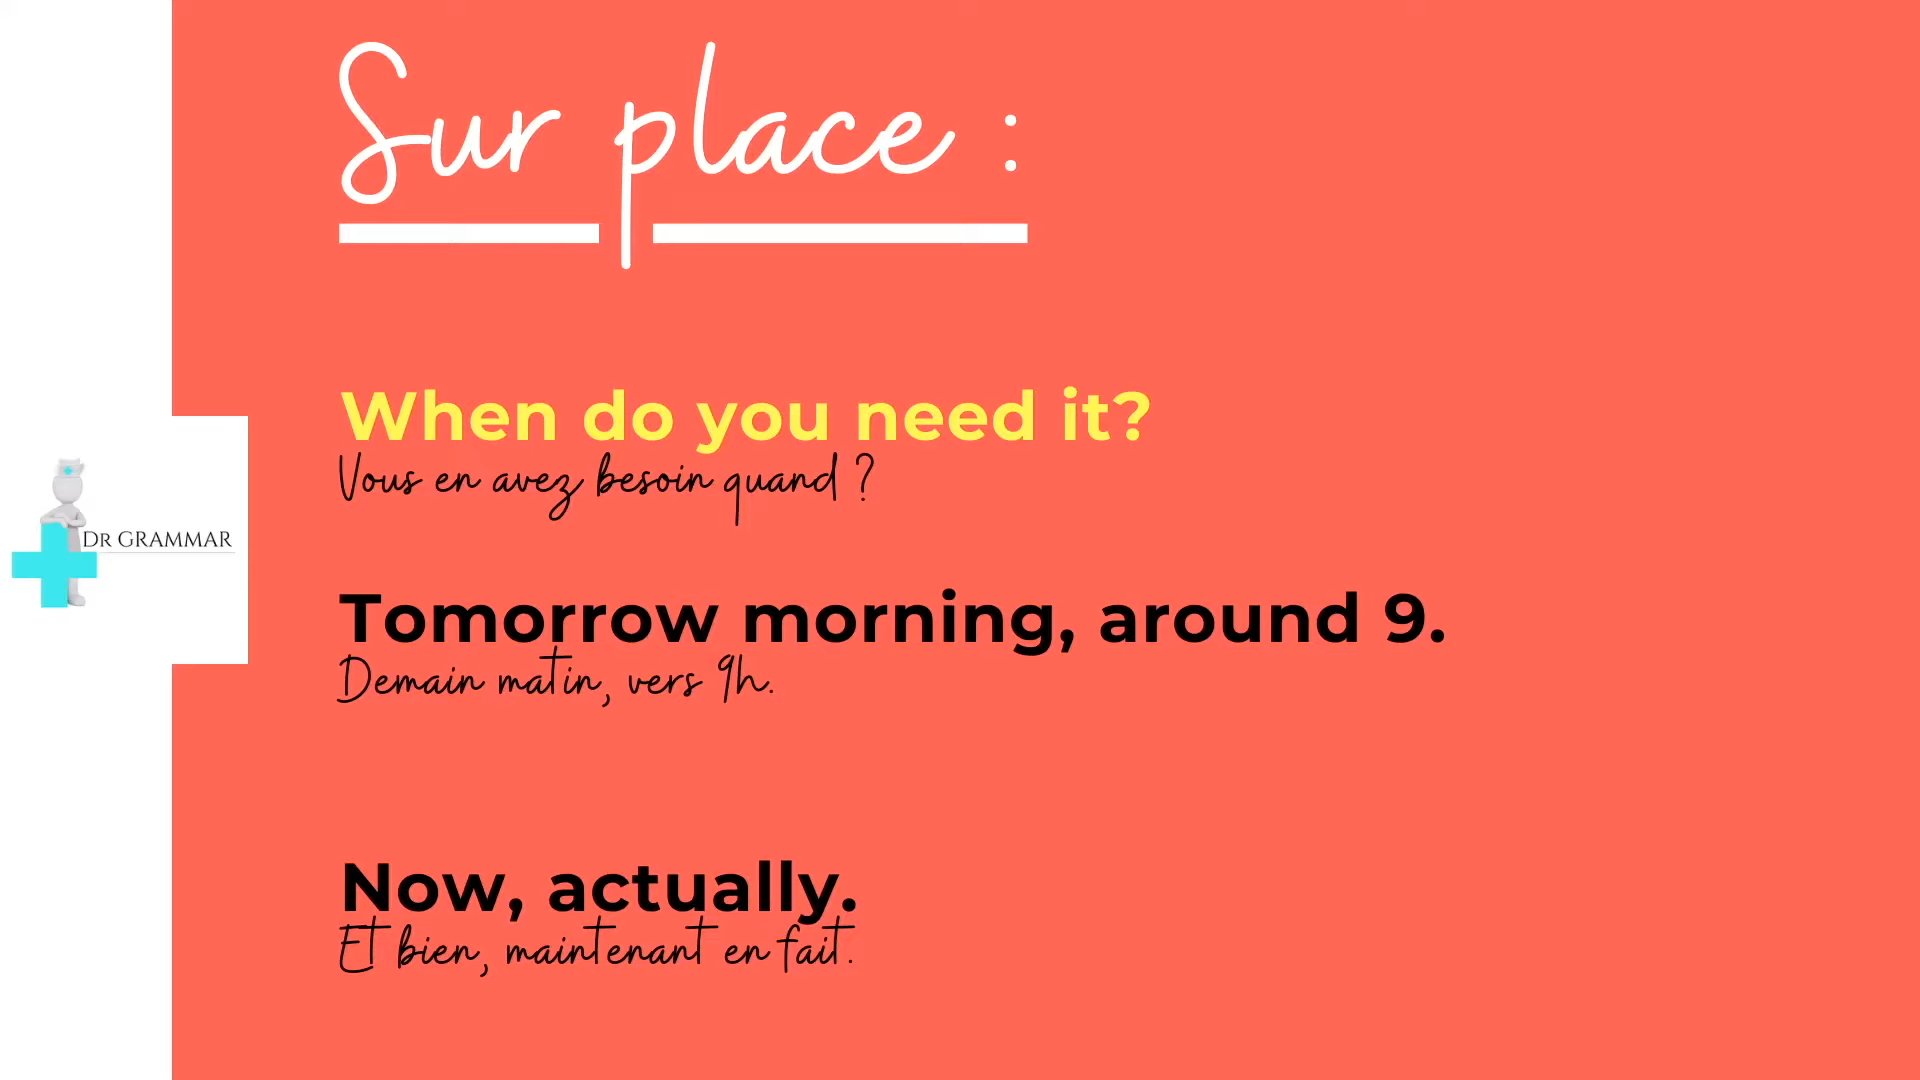 Sur place :
When do you need it?
Vous en avez besoin quand ?
DR GRAMMAR
Tomorrow morning, around 9.
Demain matin, vers 9h.
Now, actually.
Et bien, maintenant en fait.